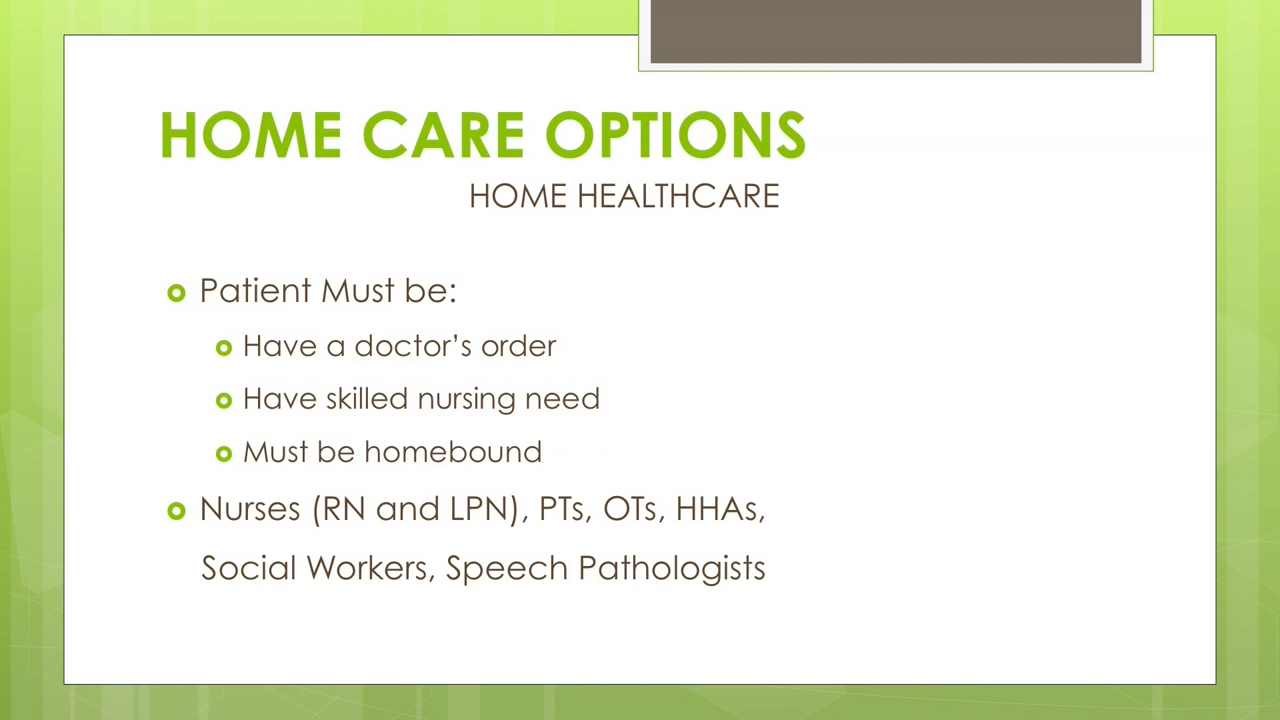 HOME CARE OPTIONS
HOME HEALTHCARE
Patient Must be:
Have a doctor’s order
Have skilled nursing need
Must be homebound
Nurses (RN and LPN), PTs, OTs, HHAs,
Social Workers, Speech Pathologists